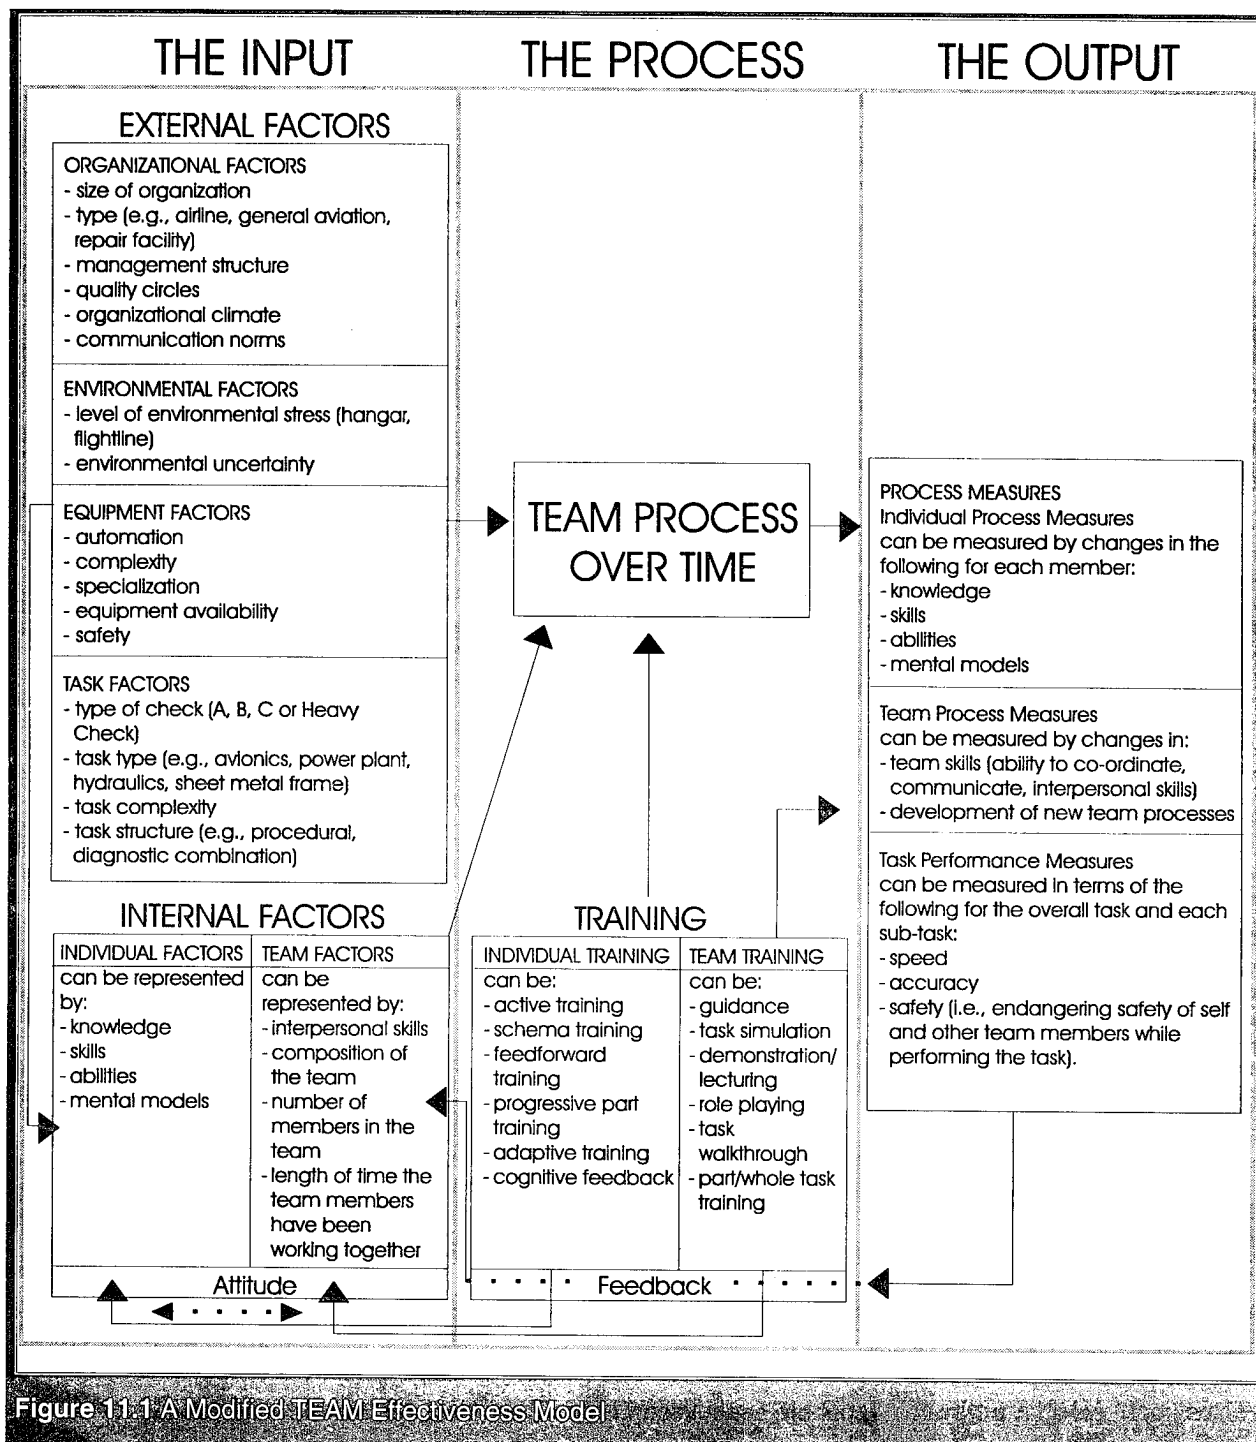 THE INPUT
THE PROCESS
THE OUTPUT
EXTERNAL FACTORS
ORGANIZATIONAL FACTORS
- size of organization
- type (e.g., airline, general aviation,
repair facility)
- management structure
- quality circles
- organizational climate
- communication norms
ENVIRONMENTAL FACTORS
- level of environmental stress (hangar,
flightline)
- environmental uncertainty
EQUIPMENT FACTORS
- automation
- complexity
- specialization
- equipment availability
- safety
TASK FACTORS
- type of check (A, B, C or Heavy
Check)
- task type (e.g., avionics, power plant,
hydraulics, sheet metal frame)
- task complexity
- task structure (e.g., procedural,
diagnostic combination)
INTERNAL FACTORS
INDIVIDUAL FACTORS
can be represented
by:
- knowledge
- skills
- abilities
- mental models
TEAM FACTORS
can be
represented by:
- interpersonal skills
- composition of
the team
- number of
members in the
team
- length of time the
team members
have been
working together
Attitude
TEAM PROCESS
OVER TIME
TRAINING
INDIVIDUAL TRAINING
can be:
- active training
- schema training
- feedforward
training
- progressive part
training
- adaptive training
- cognitive feedback
TEAM TRAINING
can be:
- guidance
- task simulation
- demonstration/
lecturing
- role playing
- task
walkthrough
- part/whole task
training
Feedback
PROCESS MEASURES
Individual Process Measures
can be measured by changes in the
following for each member:
- knowledge
- skills
- abilities
- mental models
Team Process Measures
can be measured by changes in:
- team skills (ability to co-ordinate,
communicate, interpersonal skills)
- development of new team processes
Task Performance Measures
can be measured in terms of the
following for the overall task and each
sub-task:
- speed
- accuracy
- safety (i.e., endangering safety of self
and other team members while
performing the task).
Figure 11.1 A Modified TEAM Effectiveness Model